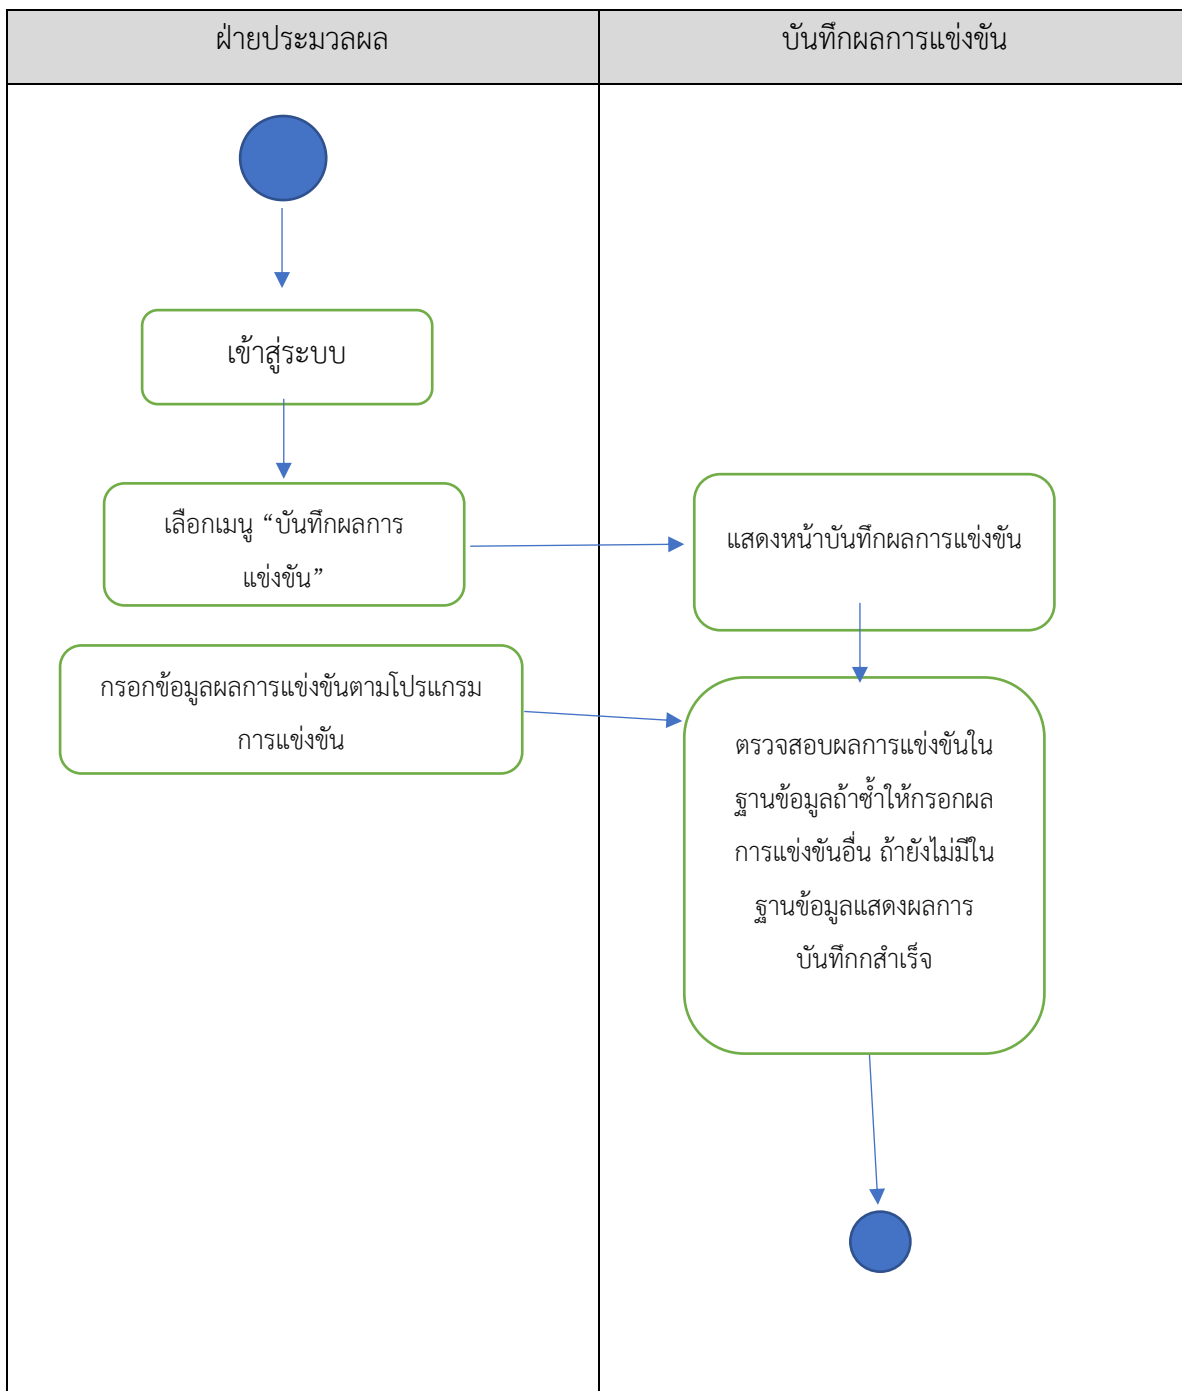 ฝ่ายประมวลผล
บันทึกผลการแข่งขัน
เข้าสู่ระบบ
เลือกเมนู “บันทึกผลการ
แข่งขัน”
แสดงหน้าบันทึกผลการแข่งขัน
กรอกข้อมูลผลการแข่งขันตามโปรแกรม
การแข่งขัน
ตรวจสอบผลการแข่งขันใน
ฐานข้อมูลถ้าซ้ำให้กรอกผล
การแข่งขันอื่น ถ้ายังไม่มีใน
ฐานข้อมูลแสดงผลการ
บันทึกกสำเร็จ